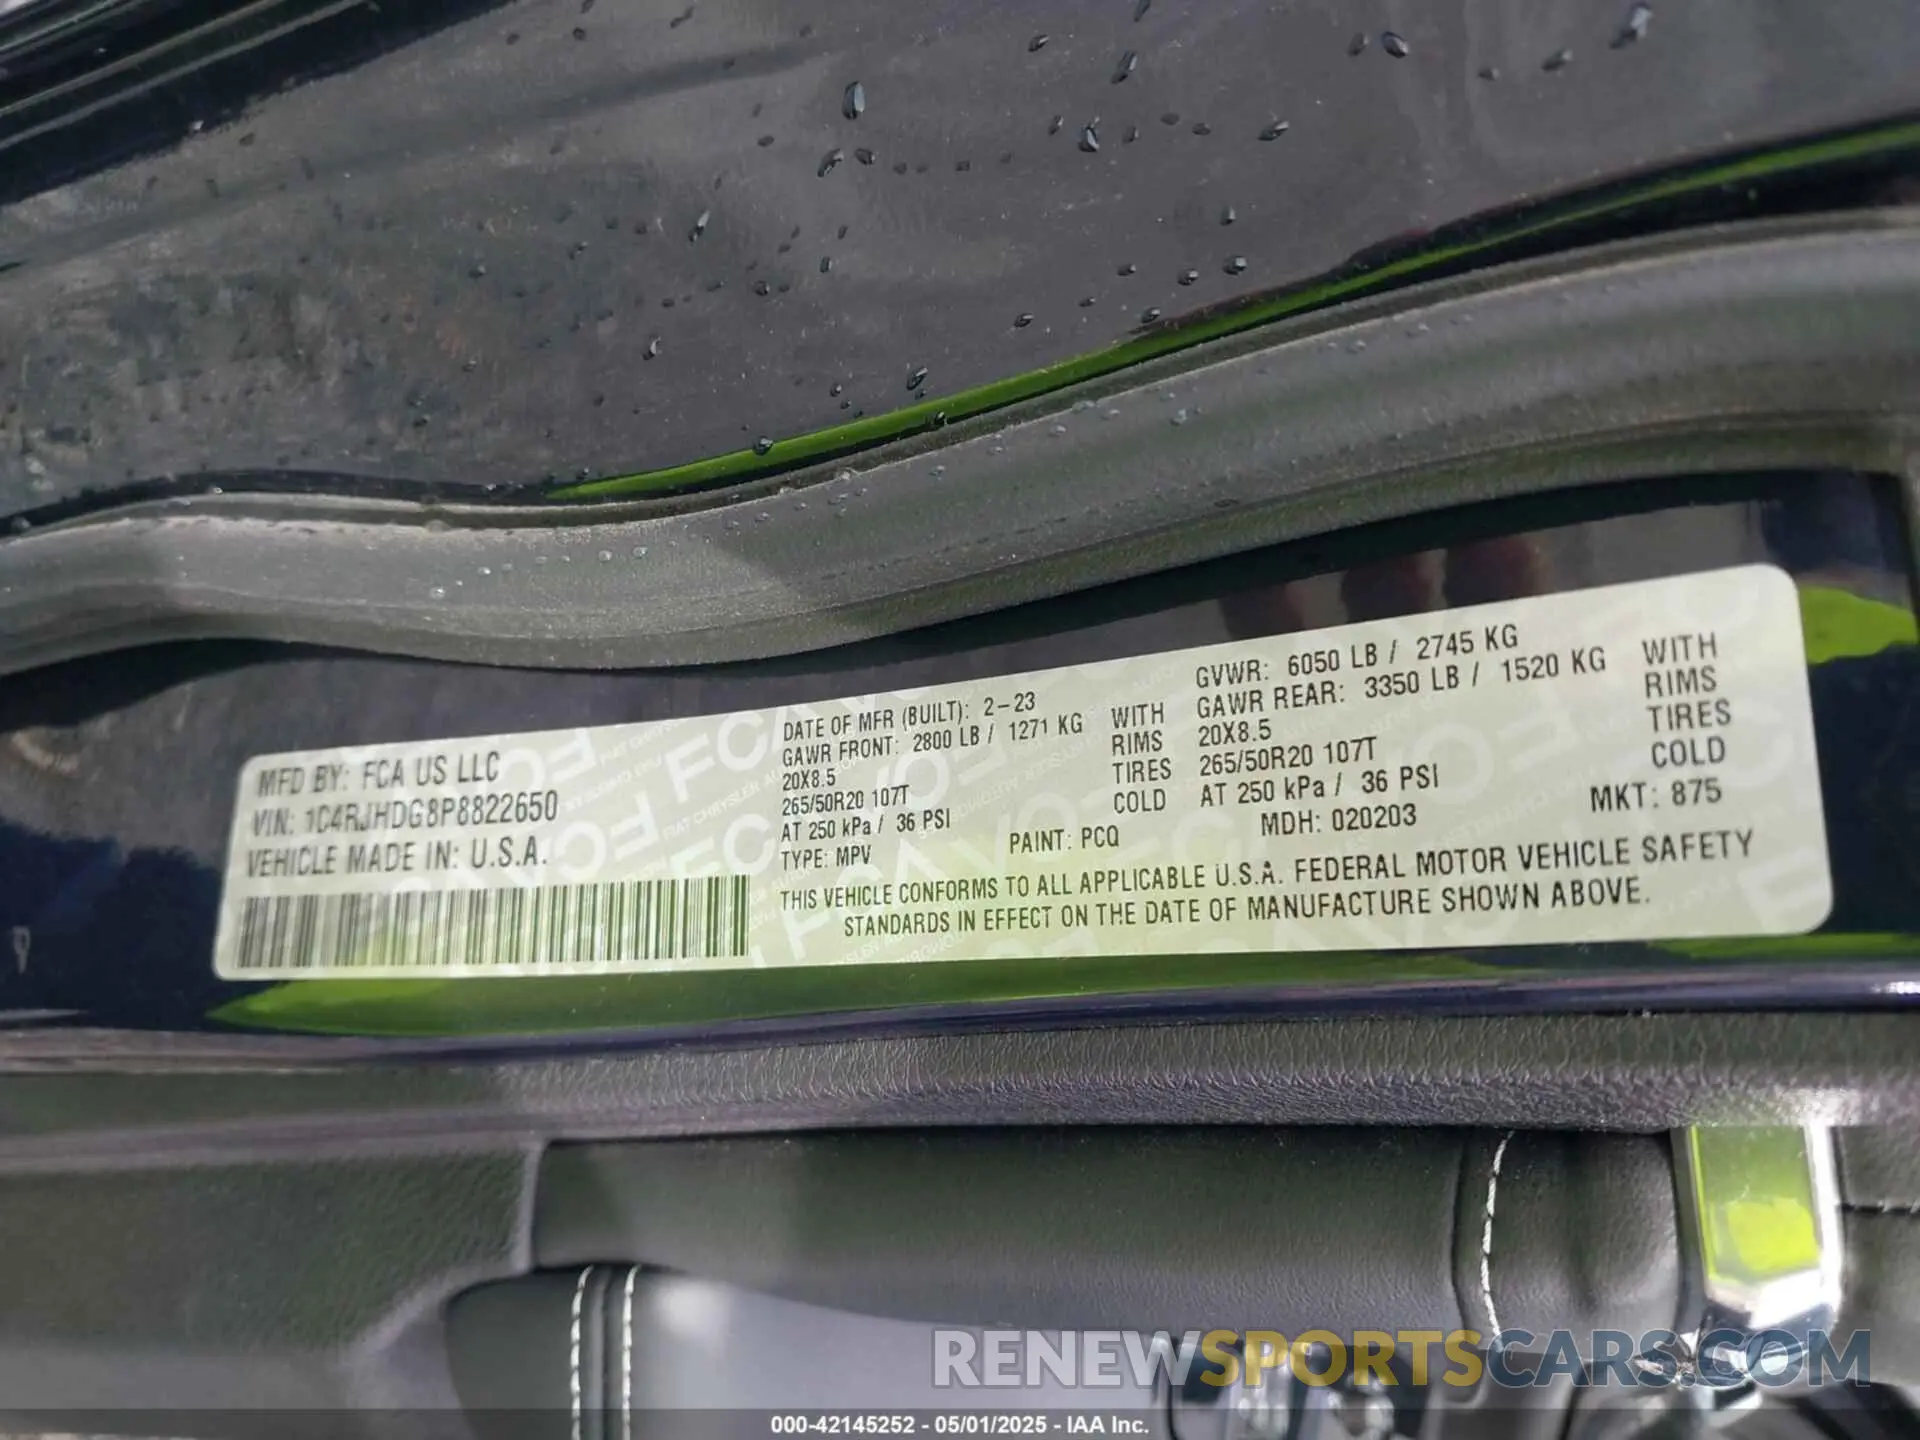 MFD BY: FCA US LLC
VIN: 1C4RJHDG8P8822650
VEHICLE MADE IN: U.S.A.
DATE OF MFR (BUILT): 2-23
GAWR FRONT: 2800 LB / 1271 KG WITH
20X8.5 RIMS
265/50R20 107T TIRES
AT 250 kPa / 36 PSI COLD
GVWR: 6050 LB / 2745 KG
GAWR REAR: 3350 LB / 1520 KG WITH
20X8.5 RIMS
265/50R20 107T TIRES
AT 250 kPa / 36 PSI COLD
TYPE: MPV PAINT: PCQ MDH: 020203 MKT: 875
THIS VEHICLE CONFORMS TO ALL APPLICABLE U.S.A. FEDERAL MOTOR VEHICLE SAFETY
STANDARDS IN EFFECT ON THE DATE OF MANUFACTURE SHOWN ABOVE.
RENEWSPORTSCARS.COM
000-42145252 - 05/01/2025 - IAA Inc.